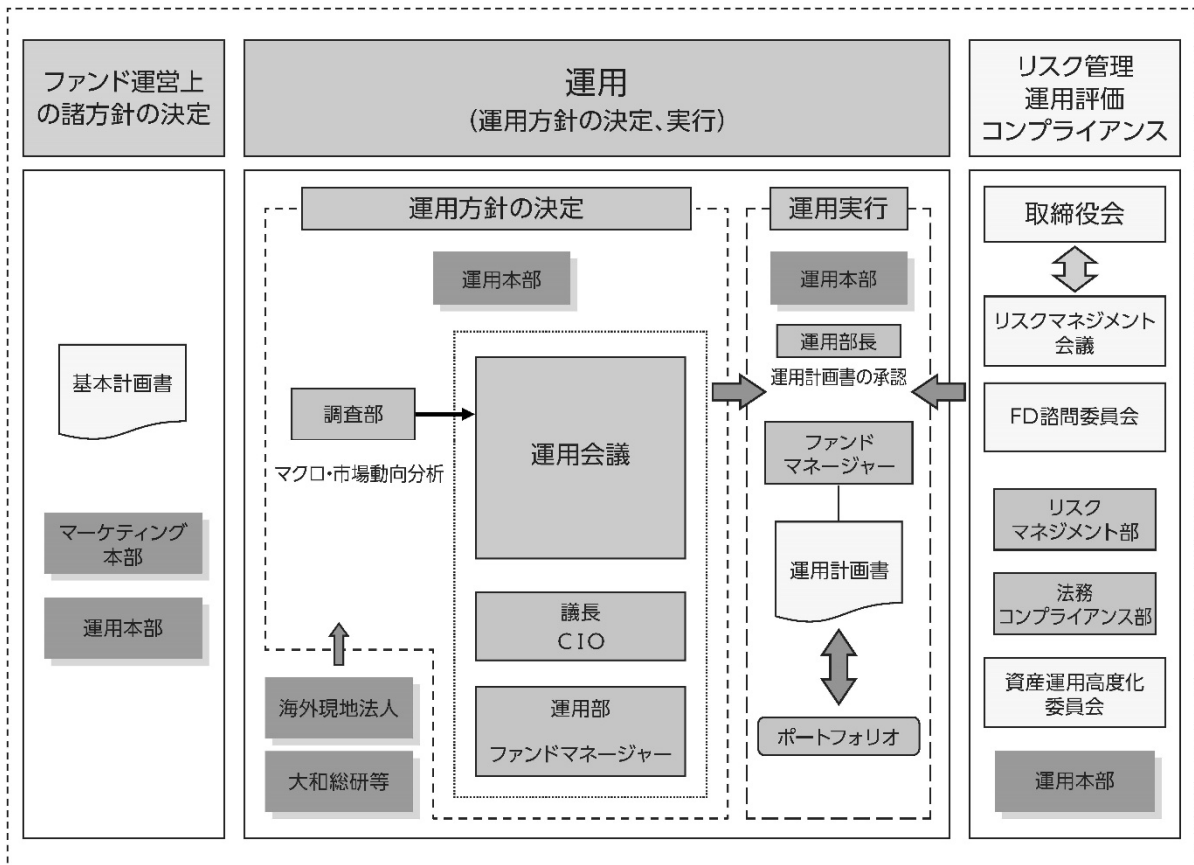 ファンド運営上
の諸方針の決定
運用
(運用方針の決定、実行)
リスク管理
運用評価
コンプライアンス
基本計画書
マーケティング
本部
運用本部
運用方針の決定
運用本部
調査部
マクロ・市場動向分析
運用会議
議長
CIO
運用部
ファンドマネージャー
海外現地法人
大和総研等
運用実行
運用本部
運用部長
運用計画書の承認
ファンド
マネージャー
運用計画書
ポートフォリオ
取締役会
リスクマネジメント
会議
FD諮問委員会
リスク
マネジメント部
法務
コンプライアンス部
資産運用高度化
委員会
運用本部